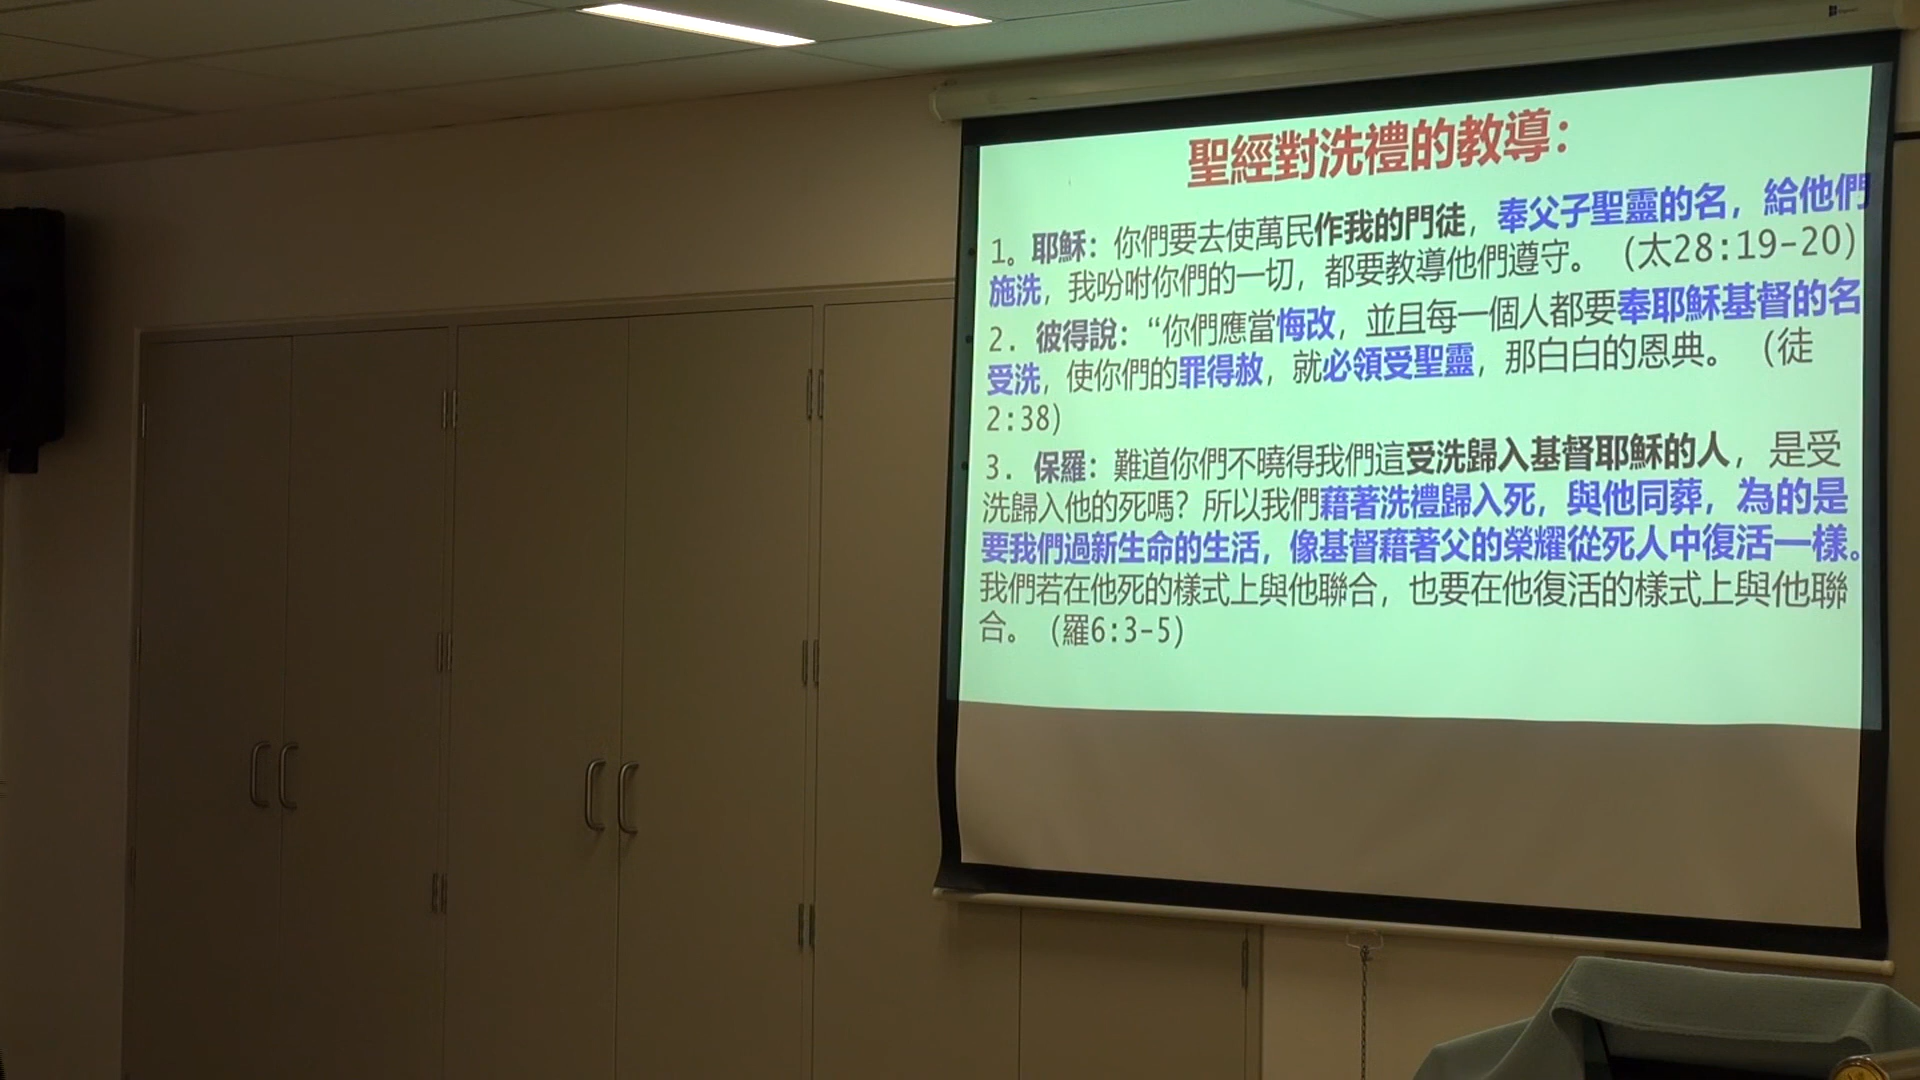 聖經對洗禮的教導：
1。耶穌：你們要去使萬民作我的門徒，奉父子聖靈的名，給他們
施洗，我吩咐你們的一切，都要教導他們遵守。（太28:19-20）
2. 彼得說：“你們應當悔改，並且每一個人都要奉耶穌基督的名
受洗，使你們的罪得赦，就必領受聖靈，那白白的恩典。（徒
2:38）
3. 保羅：難道你們不曉得我們這受洗歸入基督耶穌的人，是受
洗歸入他的死嗎？所以我們藉著洗禮歸入死，與他同葬，為的是
要我們過新生命的生活，像基督藉著父的榮耀從死人中復活一樣。
我們若在他死的樣式上與他聯合，也要在他復活的樣式上與他聯
合。（羅6:3-5）